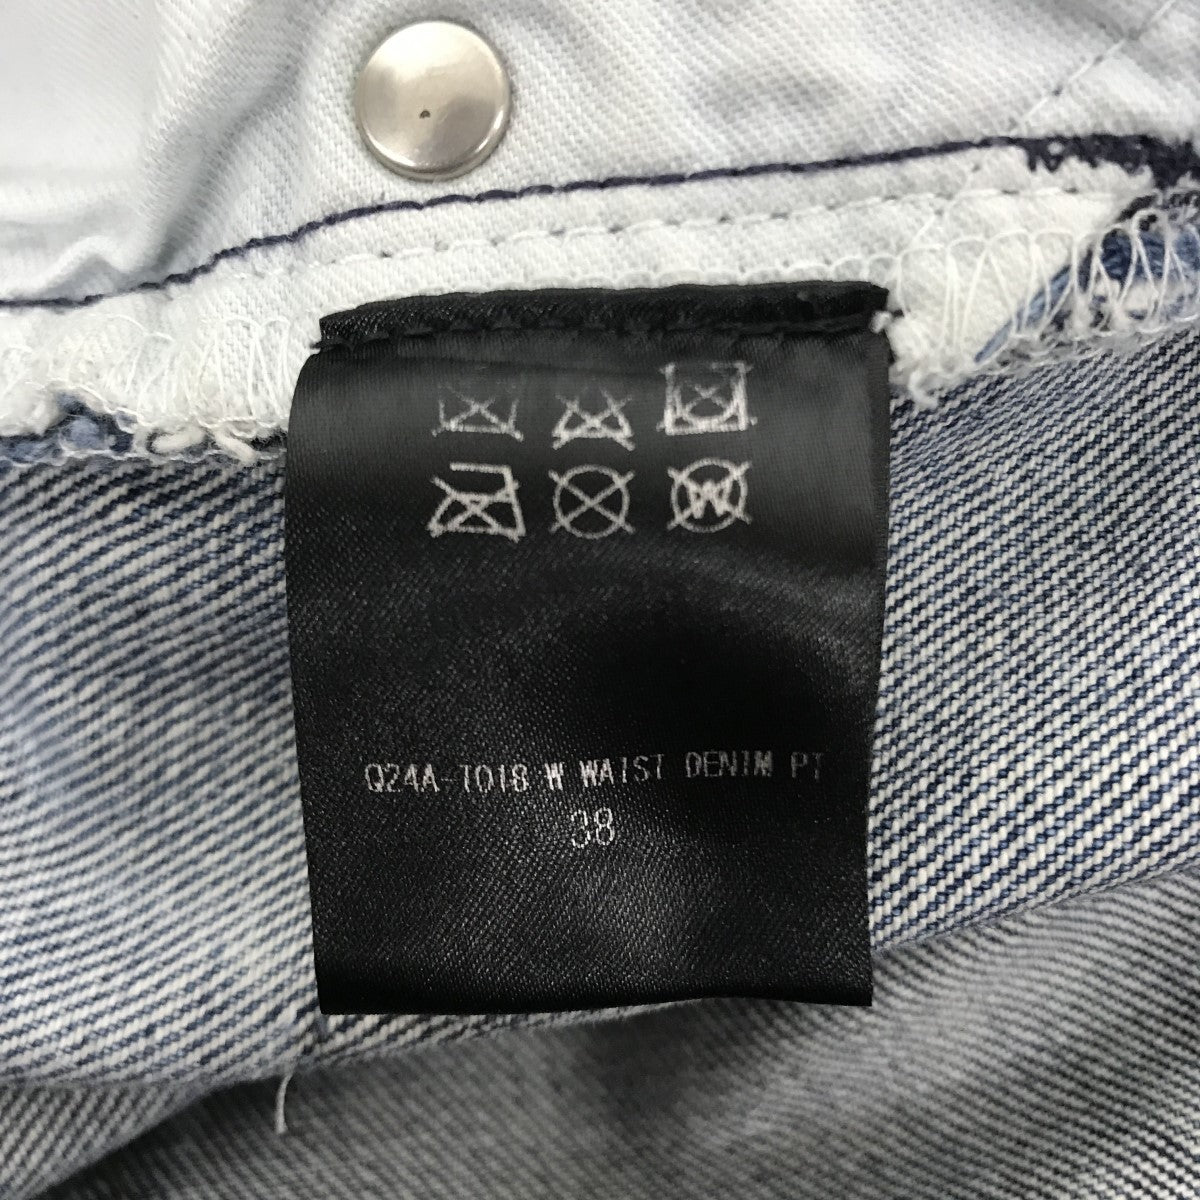 W
Q24A-T018 W WAIST DENIM PT
38